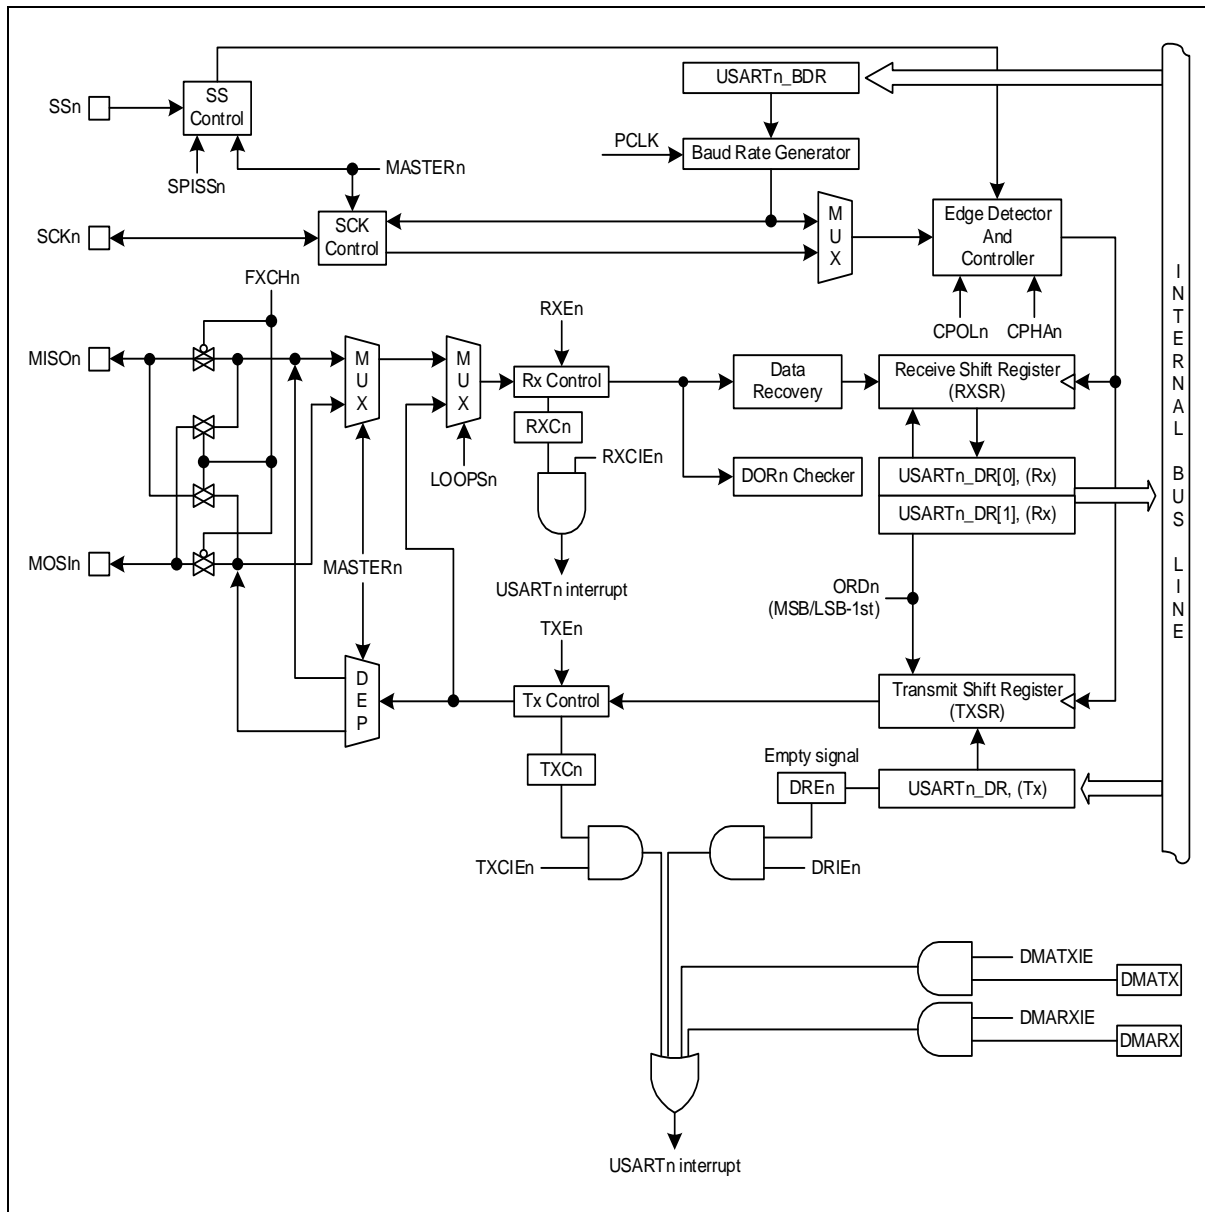 USARTn_BDR
SSn
SS
Control
PCLK
Baud Rate Generator
MASTERn
SPISSn
SCKn
SCK
Control
M
U
X
Edge Detector
And
Controller
FXCHn
CPOLn
CPHAn
RXEn
MISOn
M
U
X
M
U
X
Rx Control
Data
Recovery
Receive Shift Register
(RXSR)
RXCn
RXCIEn
LOOPSn
DORn Checker
USARTn_DR[0], (Rx)
USARTn_DR[1], (Rx)
INTERNAL BUS LINE
MOSIn
MASTERn
USARTn interrupt
ORDn
(MSB/LSB-1st)
TXEn
D
E
P
Tx Control
Transmit Shift Register
(TXSR)
TXCn
Empty signal
DREn
USARTn_DR, (Tx)
TXCIEn
DRIEn
DMATXIE
DMATX
DMARXIE
DMARX
USARTn interrupt